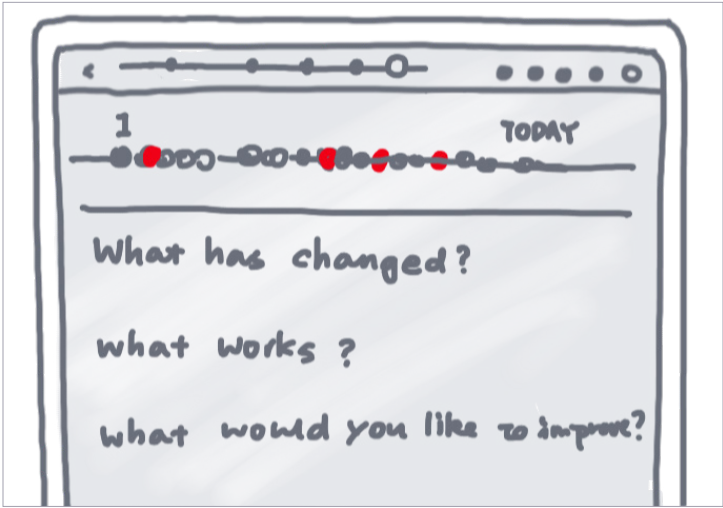 1
TODAY
What has changed?
what works?
what would you like to improve?